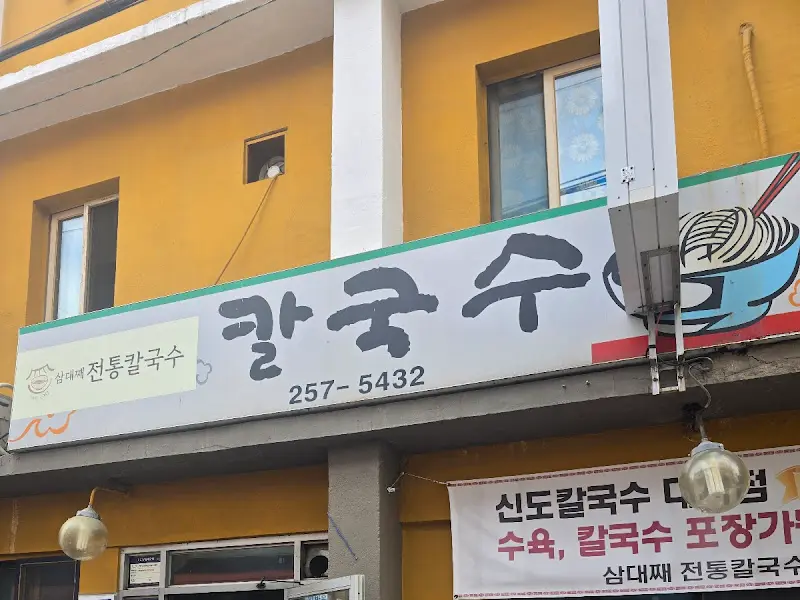 삼대째 전통칼국수
칼국수
257-5432
신도칼국수
수육, 칼국수 포장가
삼대째 전통칼국수